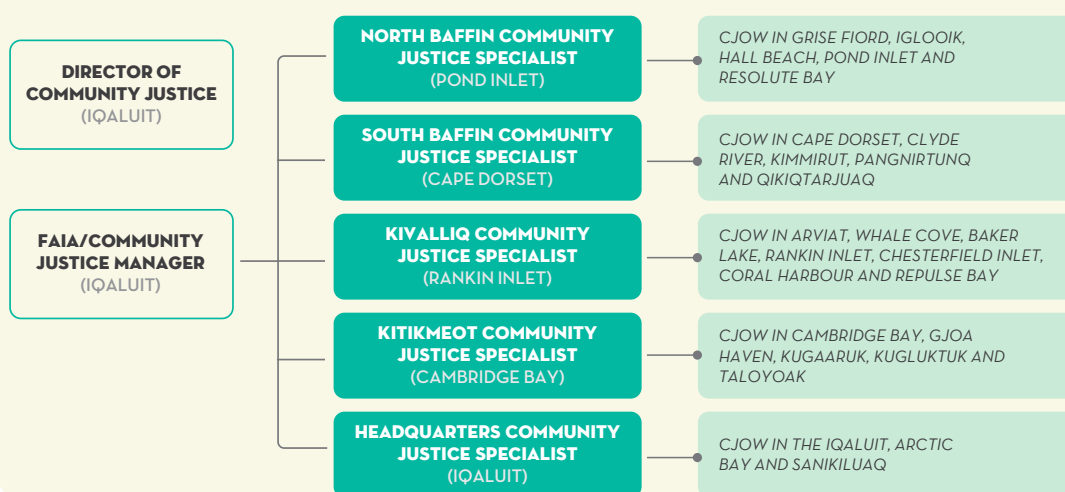 DIRECTOR OF
COMMUNITY JUSTICE
(IQALUIT)
FAIA/COMMUNITY
JUSTICE MANAGER
(IQALUIT)
NORTH BAFFIN COMMUNITY
JUSTICE SPECIALIST
(POND INLET)
CJOW IN GRISE FIORD, IGLOOIK,
HALL BEACH, POND INLET AND
RESOLUTE BAY
SOUTH BAFFIN COMMUNITY
JUSTICE SPECIALIST
(CAPE DORSET)
CJOW IN CAPE DORSET, CLYDE
RIVER, KIMMIRUT, PANGNIRTUNQ
AND QIKIQTARJUAQ
KIVALLIQ COMMUNITY
JUSTICE SPECIALIST
(RANKIN INLET)
CJOW IN ARVIAT, WHALE COVE, BAKER
LAKE, RANKIN INLET, CHESTERFIELD INLET,
CORAL HARBOUR AND REPULSE BAY
KITIKMEOT COMMUNITY
JUSTICE SPECIALIST
(CAMBRIDGE BAY)
CJOW IN CAMBRIDGE BAY, GJOA
HAVEN, KUGAARUK, KUGLUKTUK AND
TALOYOAK
HEADQUARTERS COMMUNITY
JUSTICE SPECIALIST
(IQALUIT)
CJOW IN THE IQALUIT, ARCTIC
BAY AND SANIKILUAQ